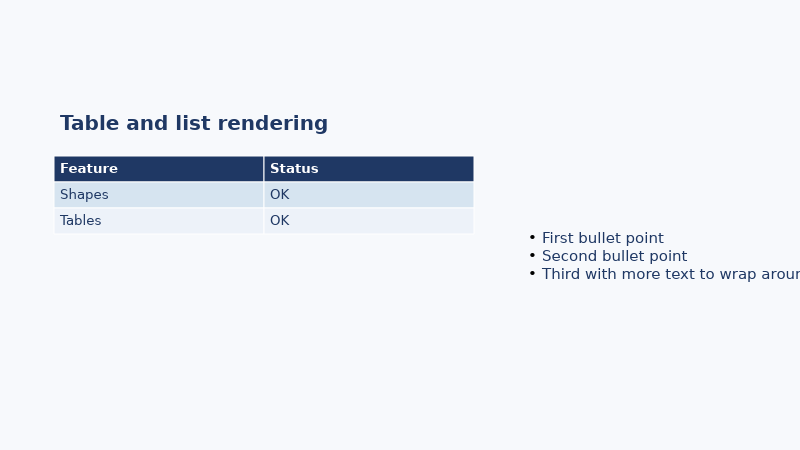 Table and list rendering
Feature Status
Shapes OK
Tables OK
• First bullet point
• Second bullet point
• Third with more text to wrap